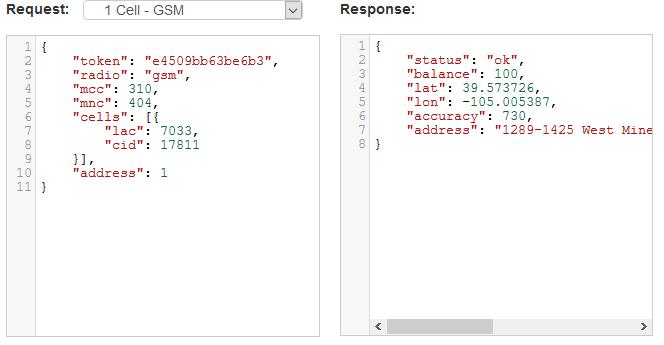 Request: 1 Cell - GSM
1 {
2 "token": "e4509bb63be6b3",
3 "radio": "gsm",
4 "mcc": 310,
5 "mnc": 404,
6 "cells": [{
7 "lac": 7033,
8 "cid": 17811
9 }],
10 "address": 1
11 }
Response:
1 {
2 "status": "ok",
3 "balance": 100,
4 "lat": 39.573726,
5 "lon": -105.005387,
6 "accuracy": 730,
7 "address": "1289-1425 West Mine
8 }